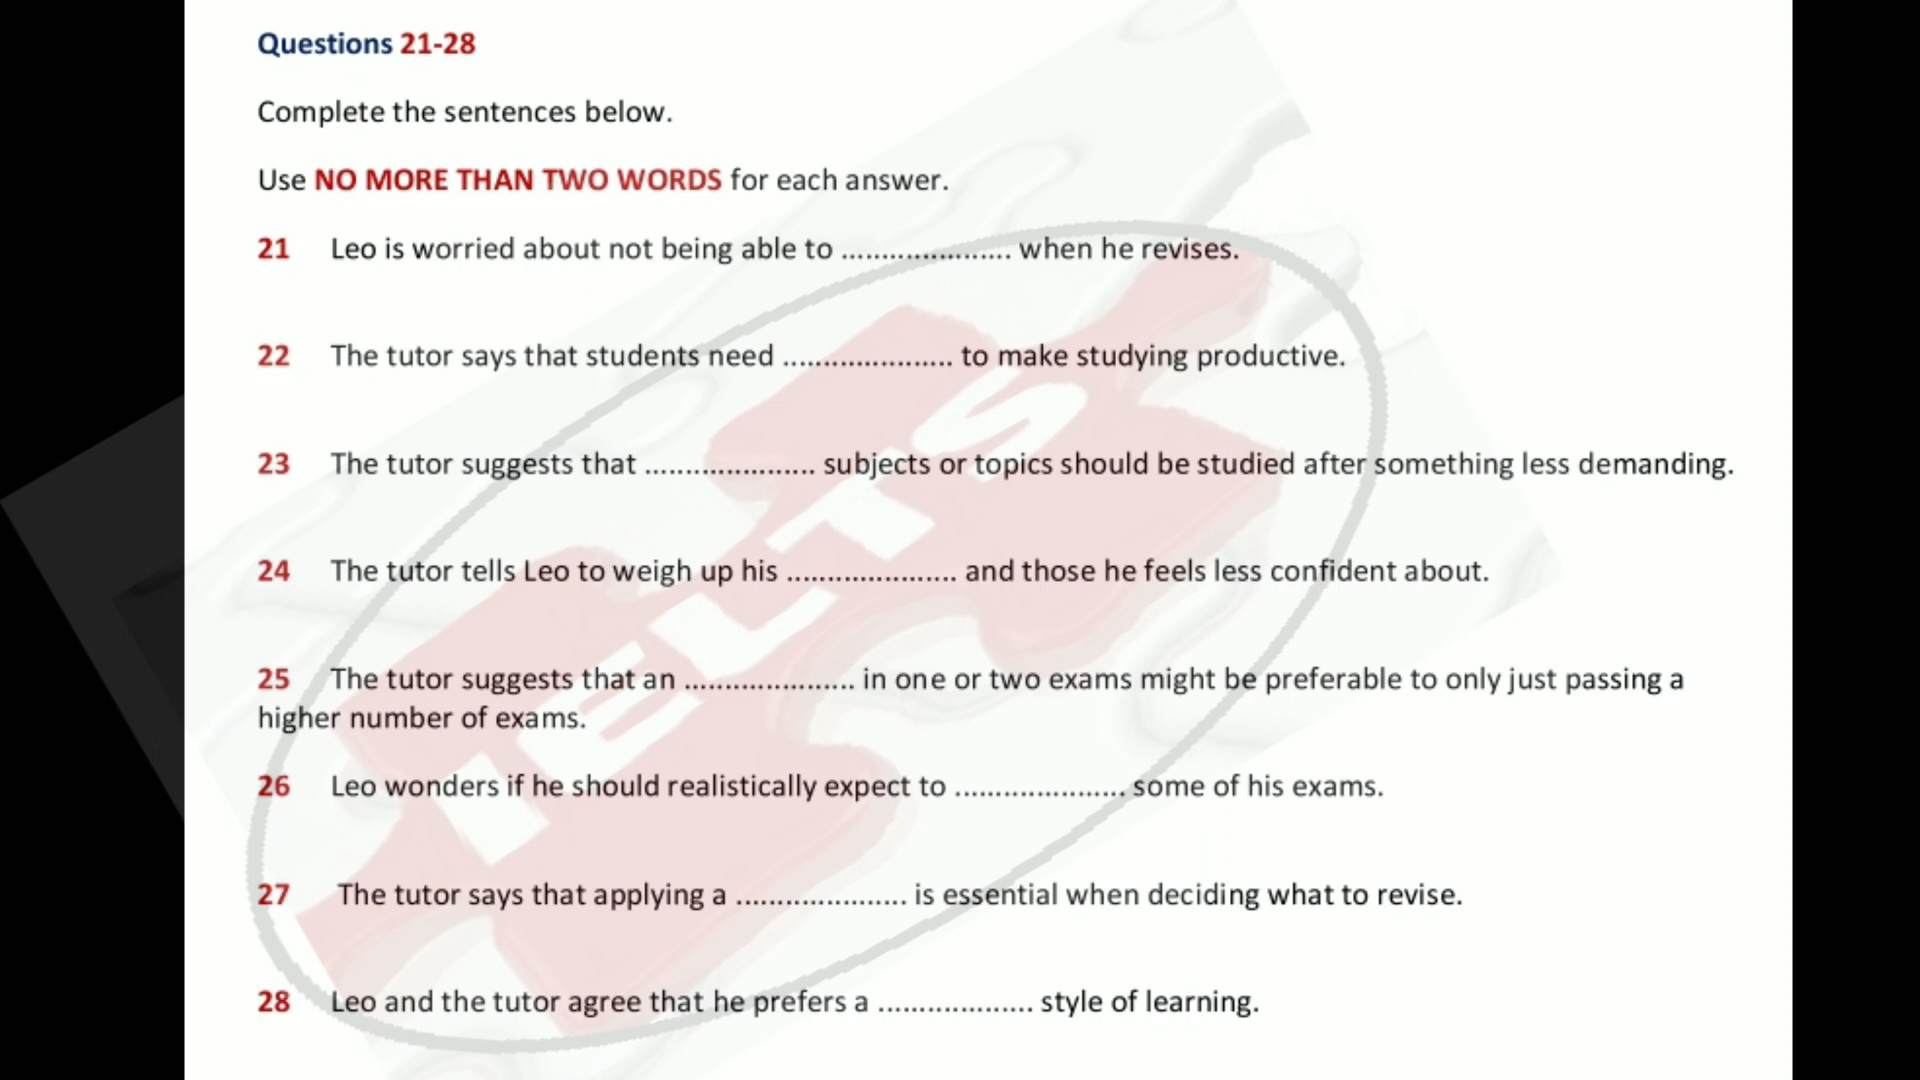 Questions 21-28
Complete the sentences below.
Use NO MORE THAN TWO WORDS for each answer.
21 Leo is worried about not being able to ..................... when he revises.
22 The tutor says that students need ..................... to make studying productive.
23 The tutor suggests that ..................... subjects or topics should be studied after something less demanding.
24 The tutor tells Leo to weigh up his ..................... and those he feels less confident about.
25 The tutor suggests that an ..................... in one or two exams might be preferable to only just passing a
higher number of exams.
26 Leo wonders if he should realistically expect to ..................... some of his exams.
27 The tutor says that applying a ..................... is essential when deciding what to revise.
28 Leo and the tutor agree that he prefers a ................... style of learning.
IELTS